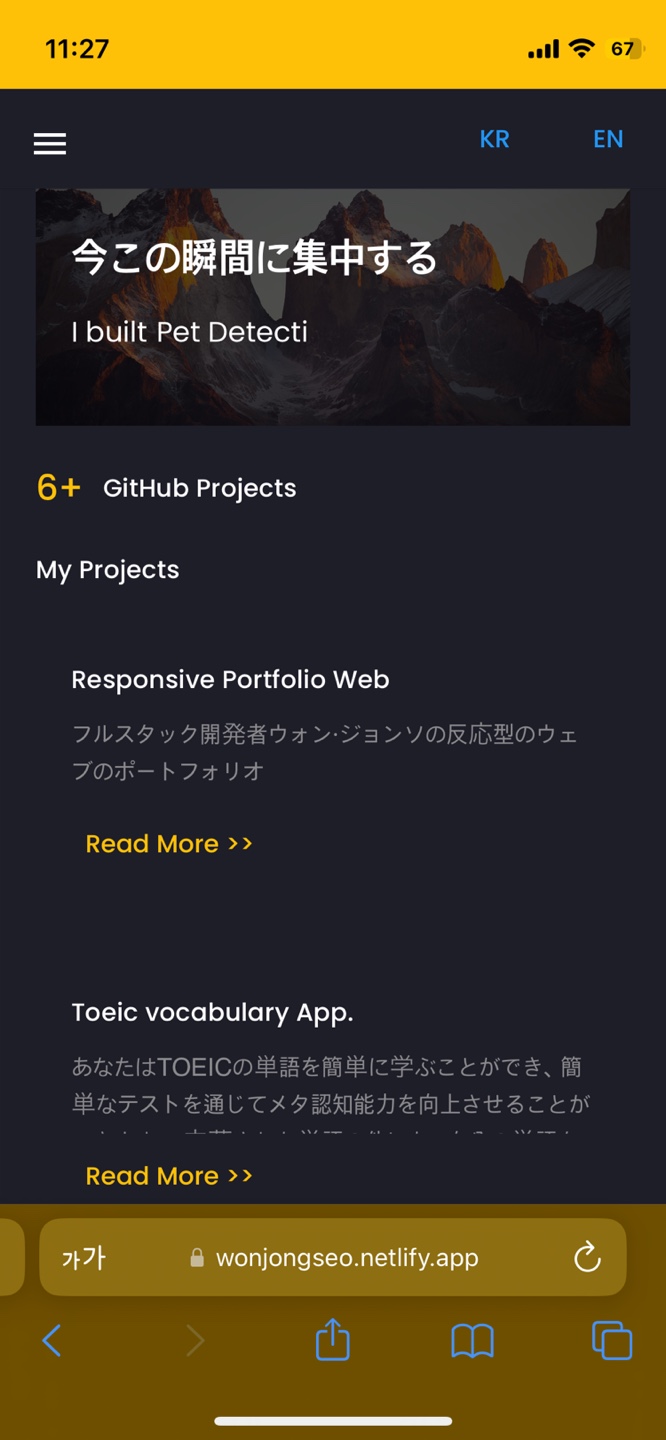 11:27
67
KR EN
今この瞬間に集中する
I built Pet Detecti
6+ GitHub Projects
My Projects
Responsive Portfolio Web
フルスタック開発者ウォン·ジョンソの反応型のウェ
ブのポートフォリオ
Read More >>
Toeic vocabulary App.
あなたはTOEICの単語を簡単に学ぶことができ、簡
単なテストを通じてメタ認知能力を向上させることが
Read More >>
가가 wonjongseo.netlify.app